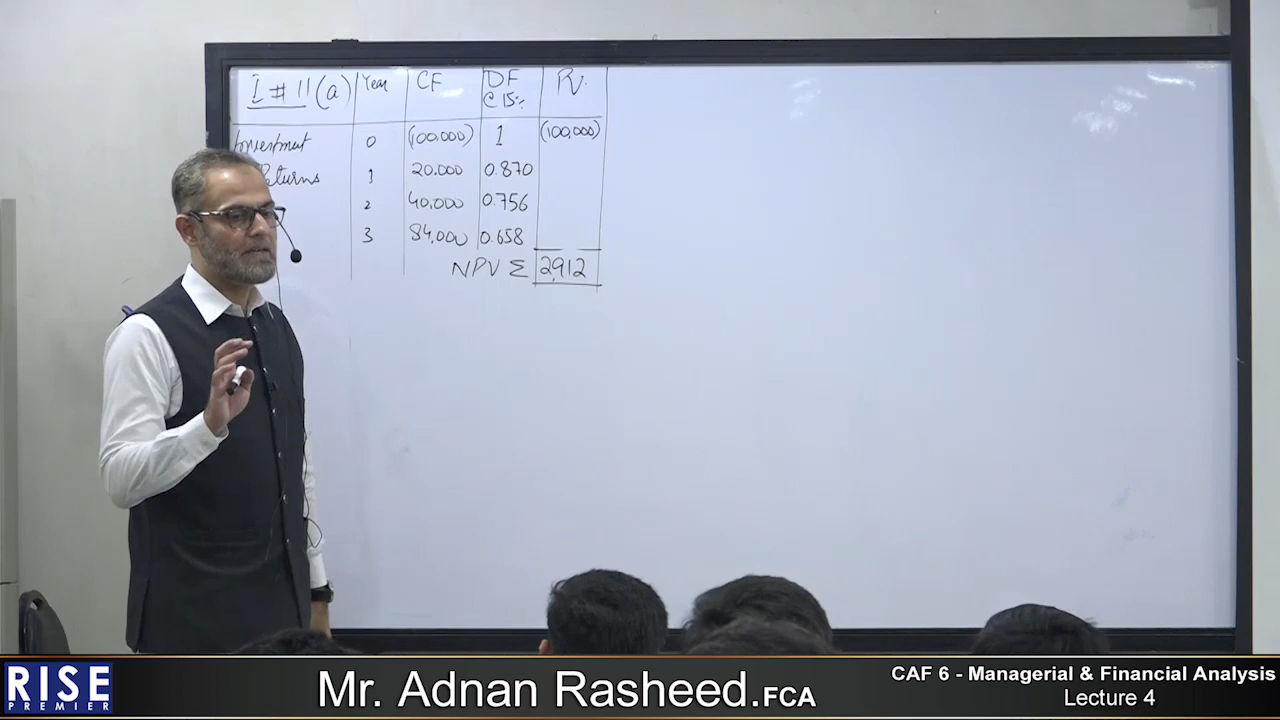 I # 11(a) Year CF DF P.V.
@ 15%
Investment 0 (100,000) 1 (100,000)
1 20,000 0.870
2 40,000 0.756
3 84,000 0.658
NPV Σ 2,912
RISE
PREMIER
Mr. Adnan Rasheed.FCA
CAF 6 - Managerial & Financial Analysis
Lecture 4